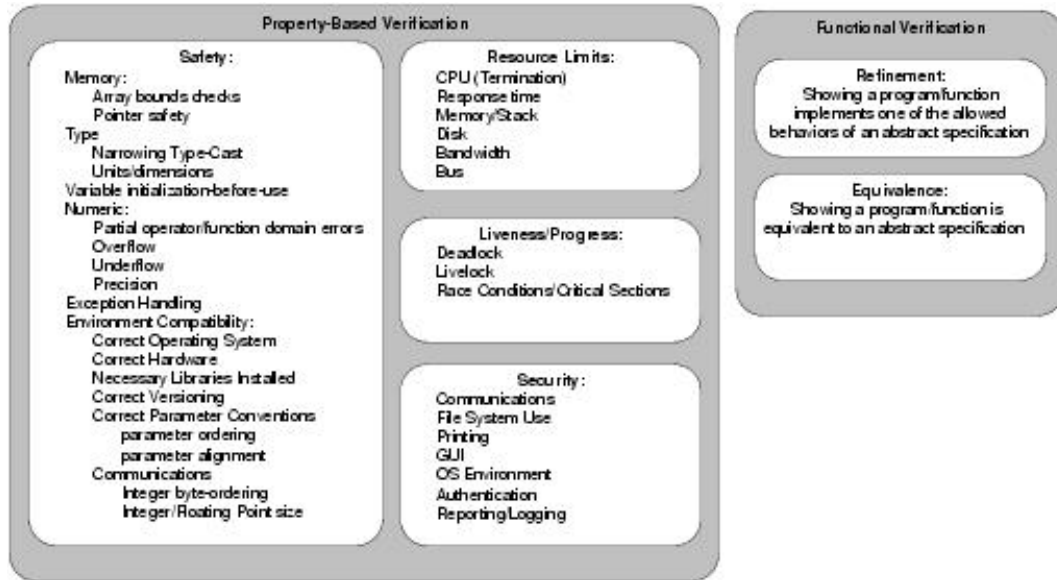 Property-Based Verification
Safety:
Memory:
Array bounds checks
Pointer safety
Type
Narrowing Type-Cast
Units/dimensions
Variable initialization-before-use
Numeric:
Partial operator/function domain errors
Overflow
Underflow
Precision
Exception Handling
Environment Compatibility:
Correct Operating System
Correct Hardware
Necessary Libraries Installed
Correct Versioning
Correct Parameter Conventions
parameter ordering
parameter alignment
Communications
Integer byte-ordering
Integer/Floating Point size
Resource Limits:
CPU (Termination)
Response time
Memory/Stack
Disk
Bandwidth
Bus
Liveness/Progress:
Deadlock
Livelock
Race Conditions/Critical Sections
Security:
Communications
File System Use
Printing
GUI
OS Environment
Authentication
Reporting/Logging
Functional Verification
Refinement:
Showing a program/function
implements one of the allowed
behaviors of an abstract specification
Equivalence:
Showing a program/function is
equivalent to an abstract specification